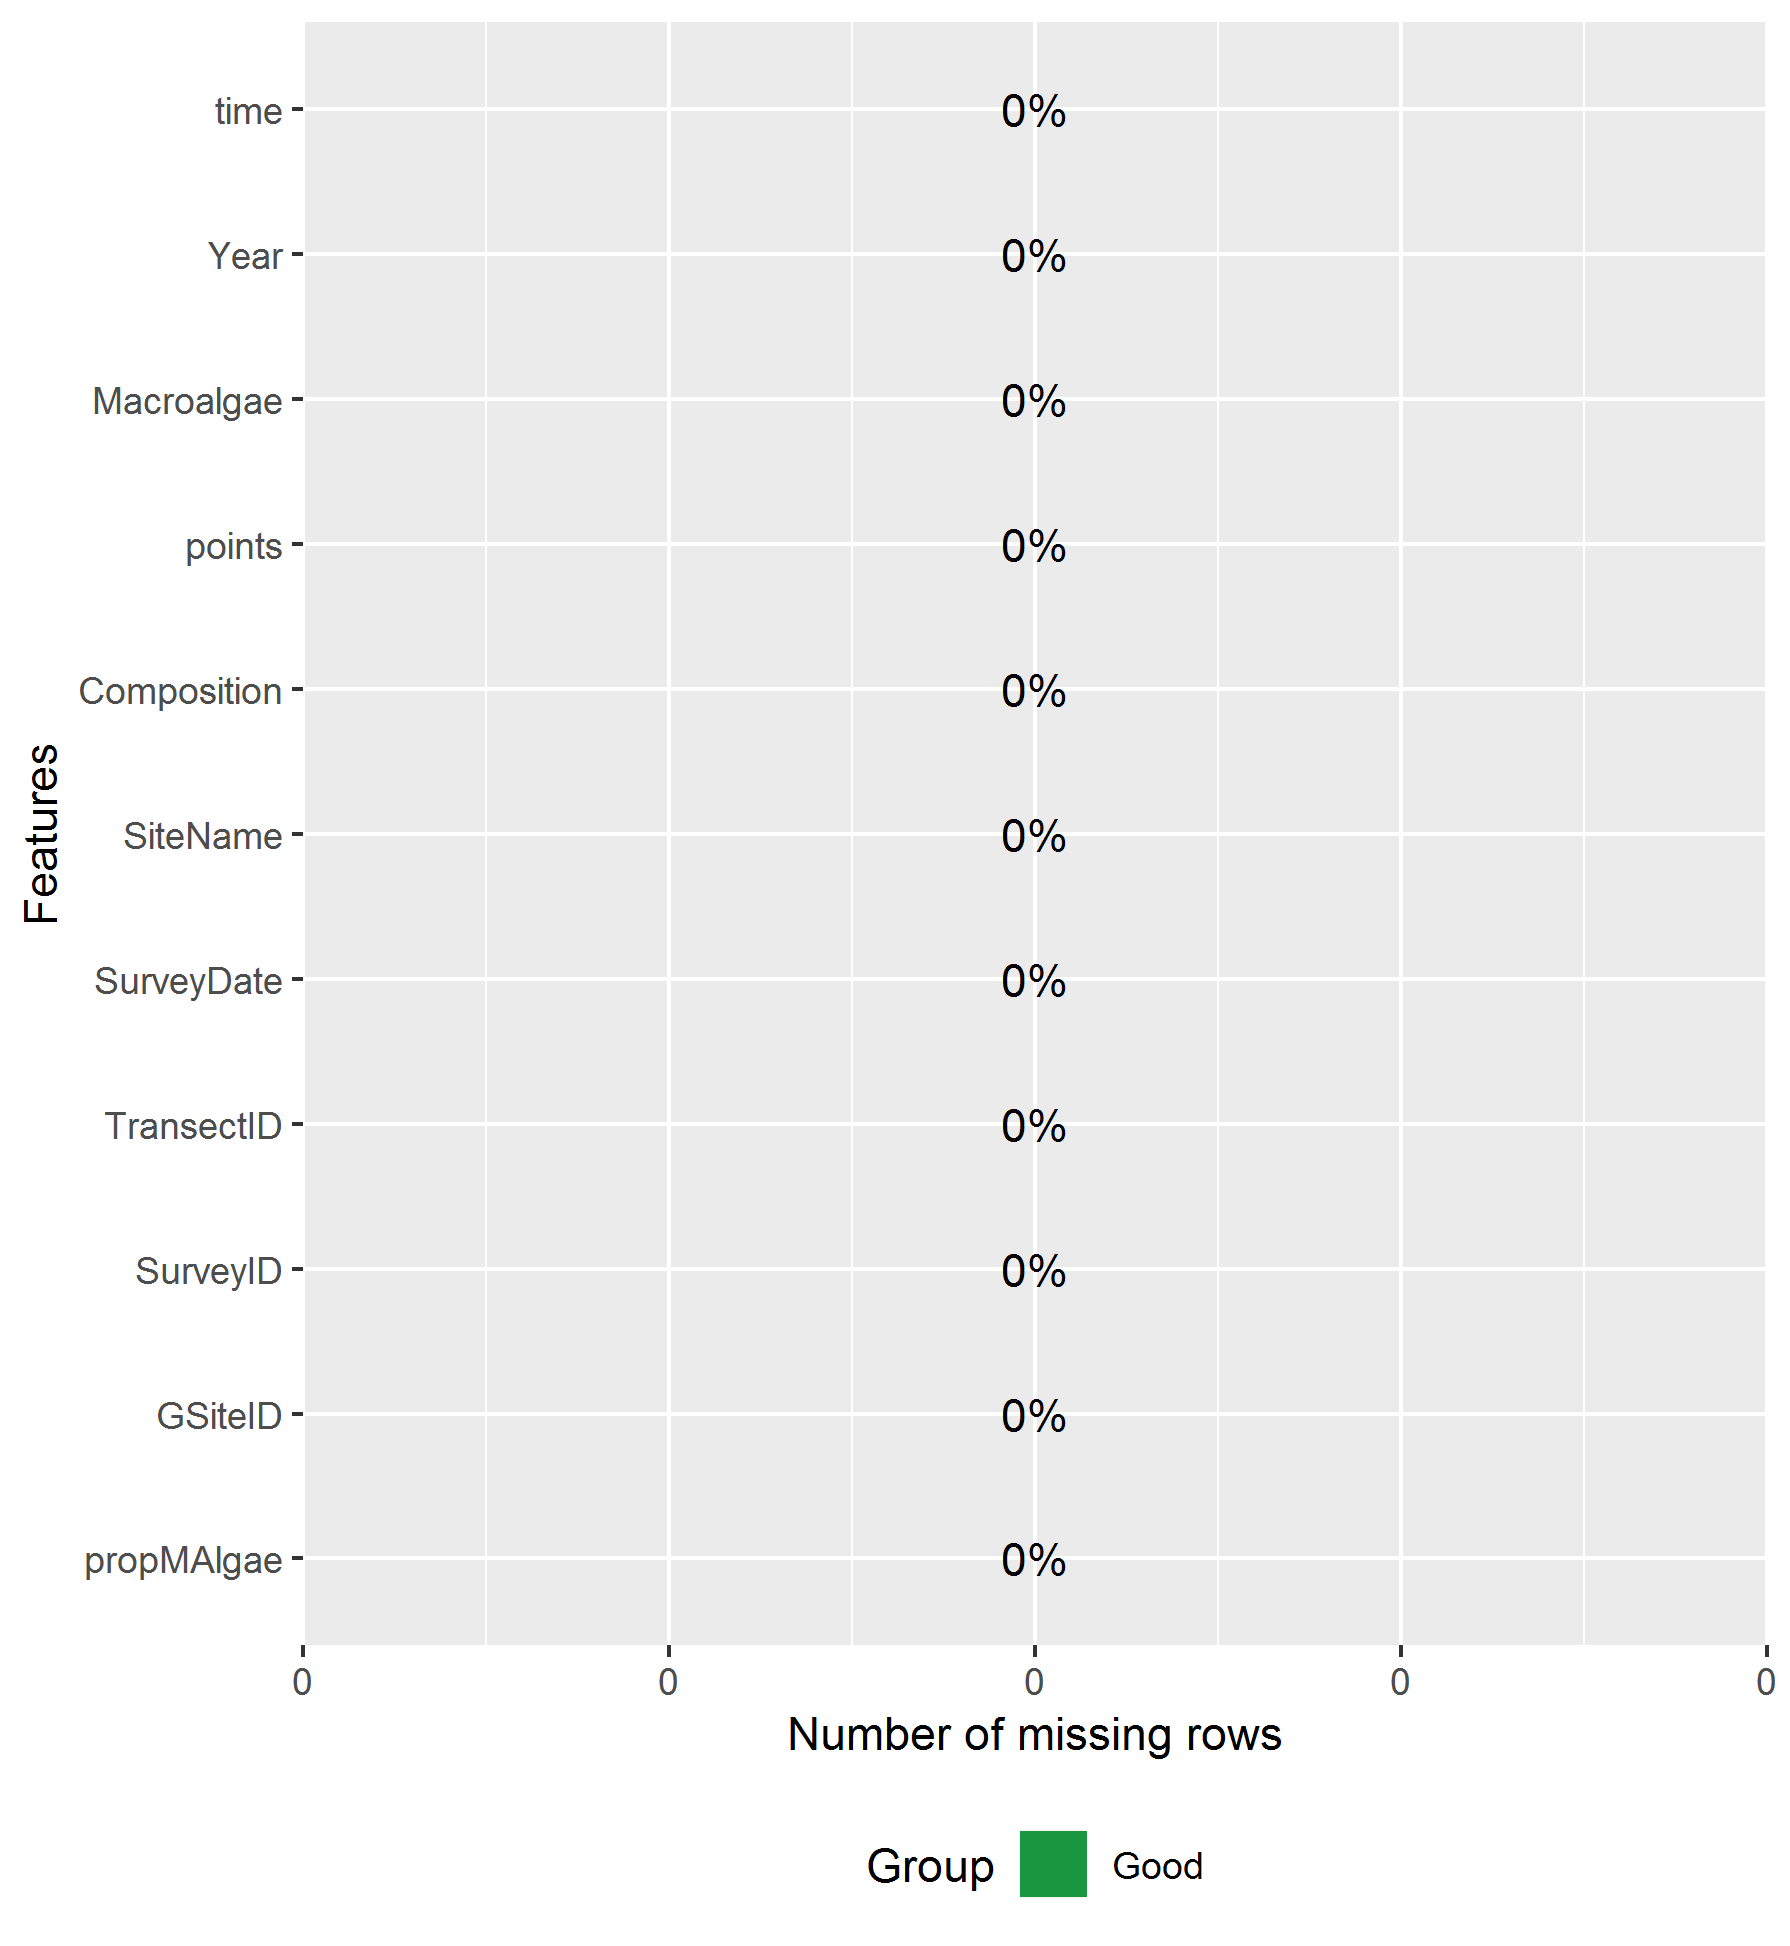 time
0%
Year
0%
Macroalgae
0%
points
0%
Composition
0%
SiteName
0%
SurveyDate
0%
TransectID
0%
SurveyID
0%
GSiteID
0%
propMAlgae
0%
Features
0 0 0 0 0
Number of missing rows
Group Good